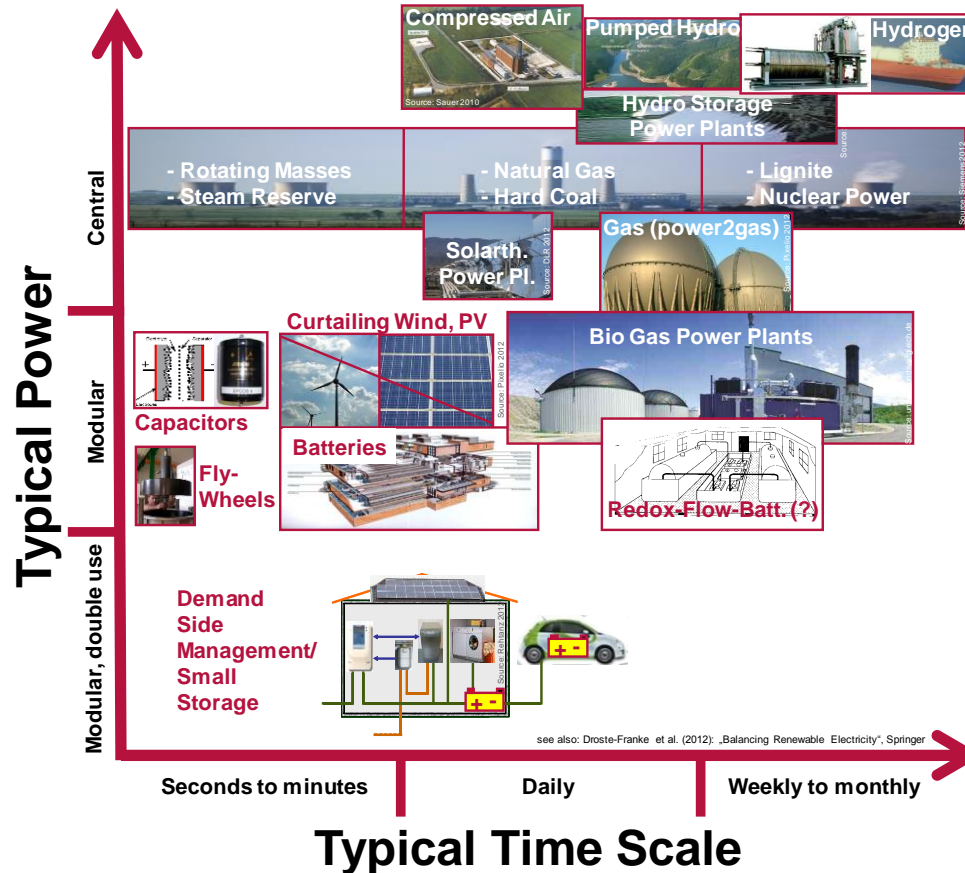 Typical Power
Central
Modular
Modular, double use
Compressed Air
Source: Sauer 2010
Pumped Hydro
Hydrogen
Hydro Storage
Power Plants
- Rotating Masses
- Steam Reserve
- Natural Gas
- Hard Coal
- Lignite
- Nuclear Power
Source: Siemens 2012
Solarth.
Power Pl.
Source: DLR 2012
Gas (power2gas)
Source: Pixelio 2012
+
-
Capacitors
Curtailing Wind, PV
Source: Pixelio 2012
Bio Gas Power Plants
Fly-
Wheels
Batteries
Redox-Flow-Batt. (?)
Demand
Side
Management/
Small
Storage
Source: Rehtanz 2012
+ -
+ -
see also: Droste-Franke et al. (2012): „Balancing Renewable Electricity“, Springer
Seconds to minutes
Daily
Weekly to monthly
Typical Time Scale